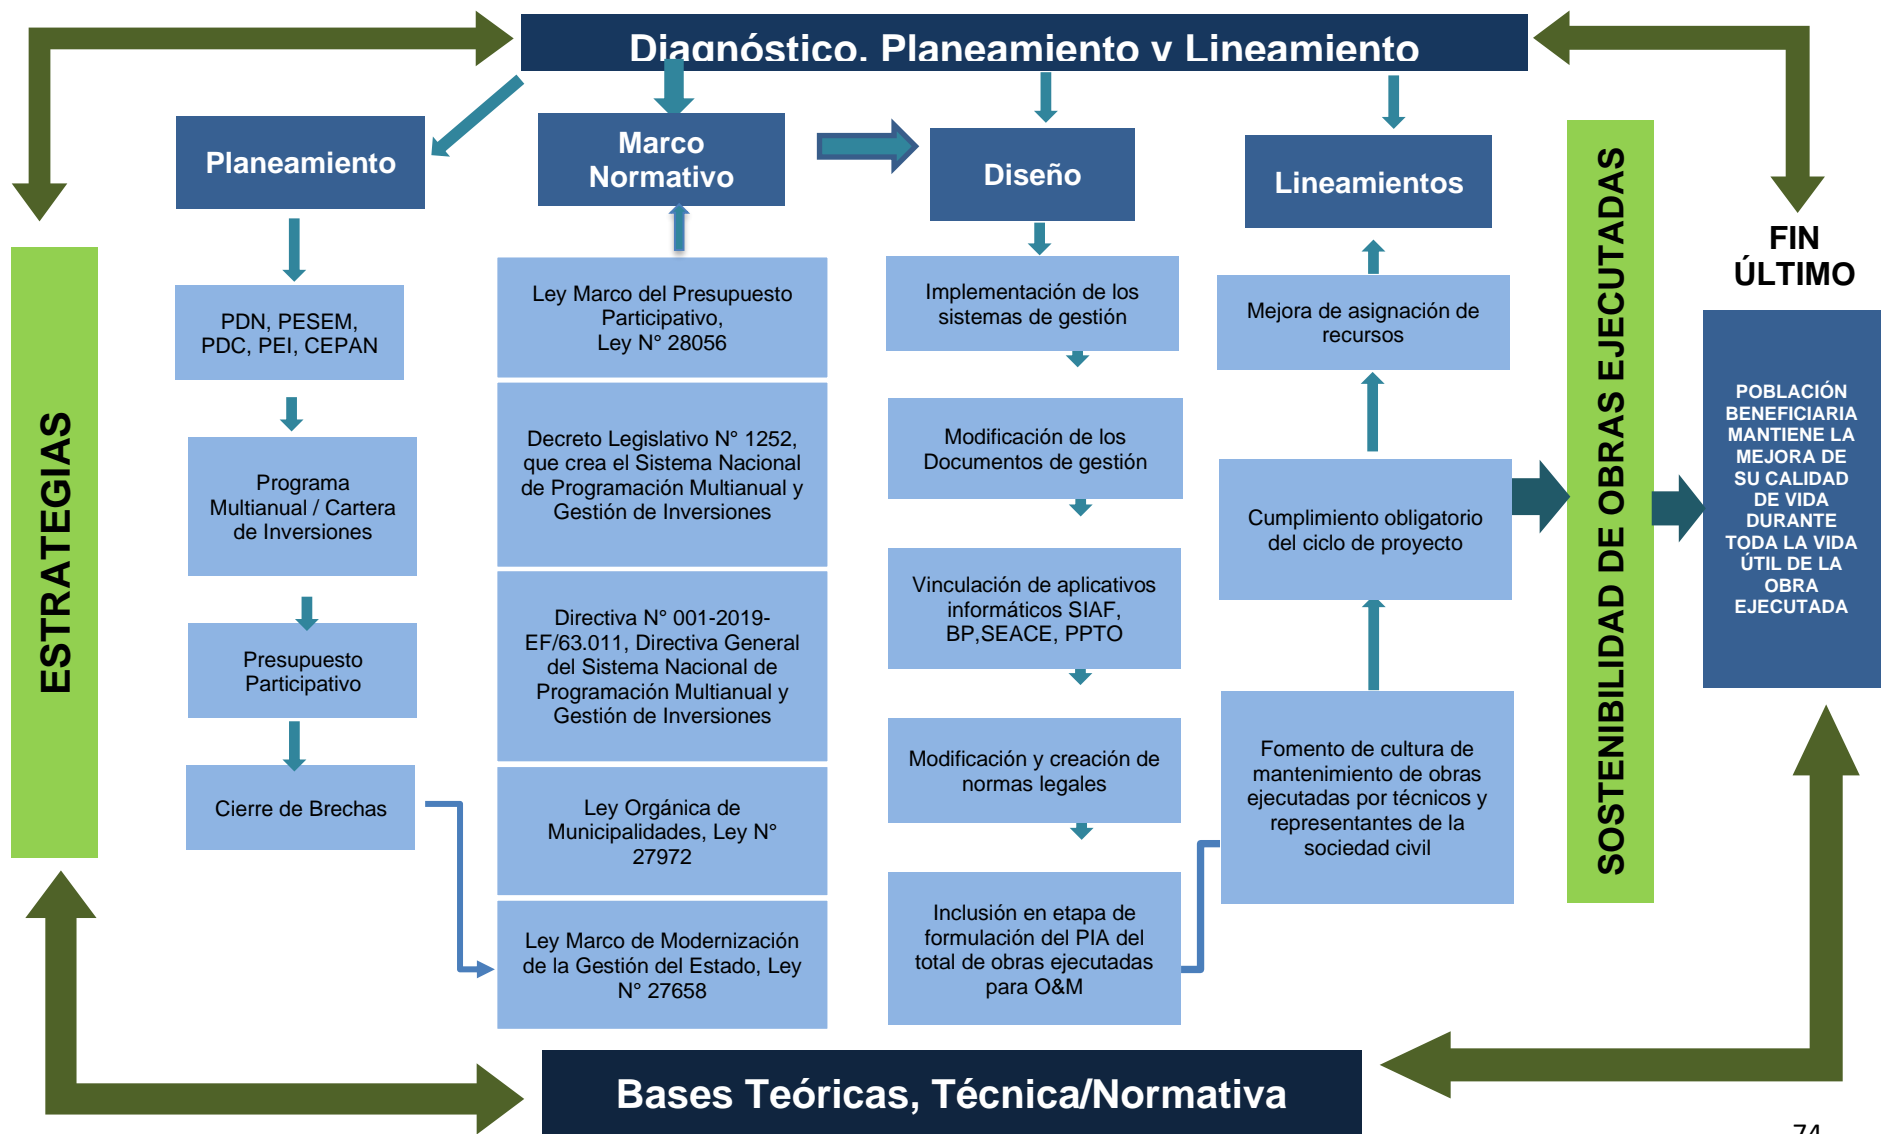 Diagnóstico, Planeamiento y Lineamiento
Planeamiento
PDN, PESEM,
PDC, PEI, CEPAN
Programa
Multianual / Cartera
de Inversiones
Presupuesto
Participativo
Cierre de Brechas
Marco
Normativo
Ley Marco del Presupuesto
Participativo,
Ley N° 28056
Decreto Legislativo N° 1252,
que crea el Sistema Nacional
de Programación Multianual y
Gestión de Inversiones
Directiva N° 001-2019-
EF/63.011, Directiva General
del Sistema Nacional de
Programación Multianual y
Gestión de Inversiones
Ley Orgánica de
Municipalidades, Ley N°
27972
Ley Marco de Modernización
de la Gestión del Estado, Ley
N° 27658
Diseño
Implementación de los
sistemas de gestión
Modificación de los
Documentos de gestión
Vinculación de aplicativos
informáticos SIAF,
BP,SEACE, PPTO
Modificación y creación de
normas legales
Inclusión en etapa de
formulación del PIA del
total de obras ejecutadas
para O&M
Lineamientos
Mejora de asignación de
recursos
Cumplimiento obligatorio
del ciclo de proyecto
Fomento de cultura de
mantenimiento de obras
ejecutadas por técnicos y
representantes de la
sociedad civil
ESTRATEGIAS
SOSTENIBILIDAD DE OBRAS EJECUTADAS
FIN
ÚLTIMO
POBLACIÓN
BENEFICIARIA
MANTIENE LA
MEJORA DE
SU CALIDAD
DE VIDA
DURANTE
TODA LA VIDA
ÚTIL DE LA
OBRA
EJECUTADA
Bases Teóricas, Técnica/Normativa
74